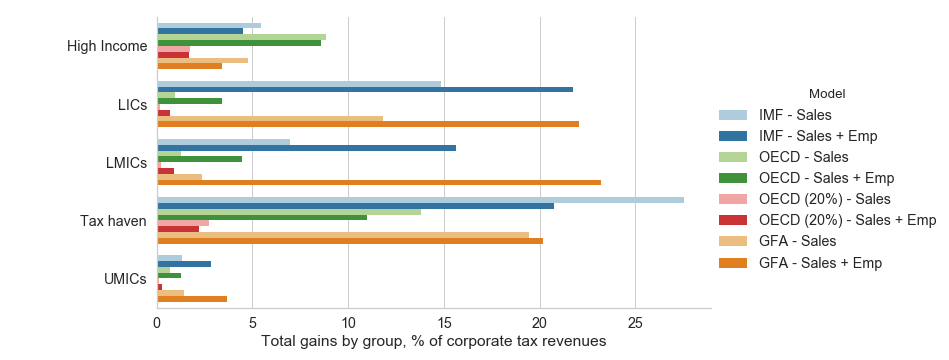 High Income
LICs
LMICs
Tax haven
UMICs
0 5 10 15 20 25
Total gains by group, % of corporate tax revenues
Model
IMF - Sales
IMF - Sales + Emp
OECD - Sales
OECD - Sales + Emp
OECD (20%) - Sales
OECD (20%) - Sales + Emp
GFA - Sales
GFA - Sales + Emp